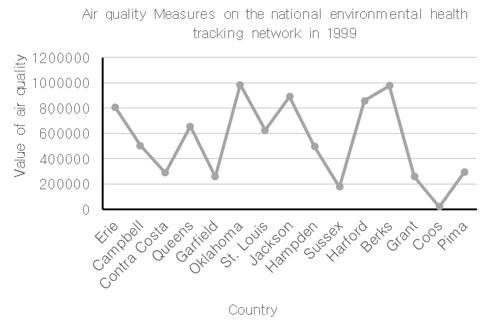 Air quality Measures on the national environmental health
tracking network in 1999
Value of air quality
1200000
1000000
800000
600000
400000
200000
0
Erie
Campbell
Contra Costa
Queens
Garfield
Oklahoma
St. Louis
Jackson
Hampden
Sussex
Harford
Berks
Grant
Coos
Pima
Country